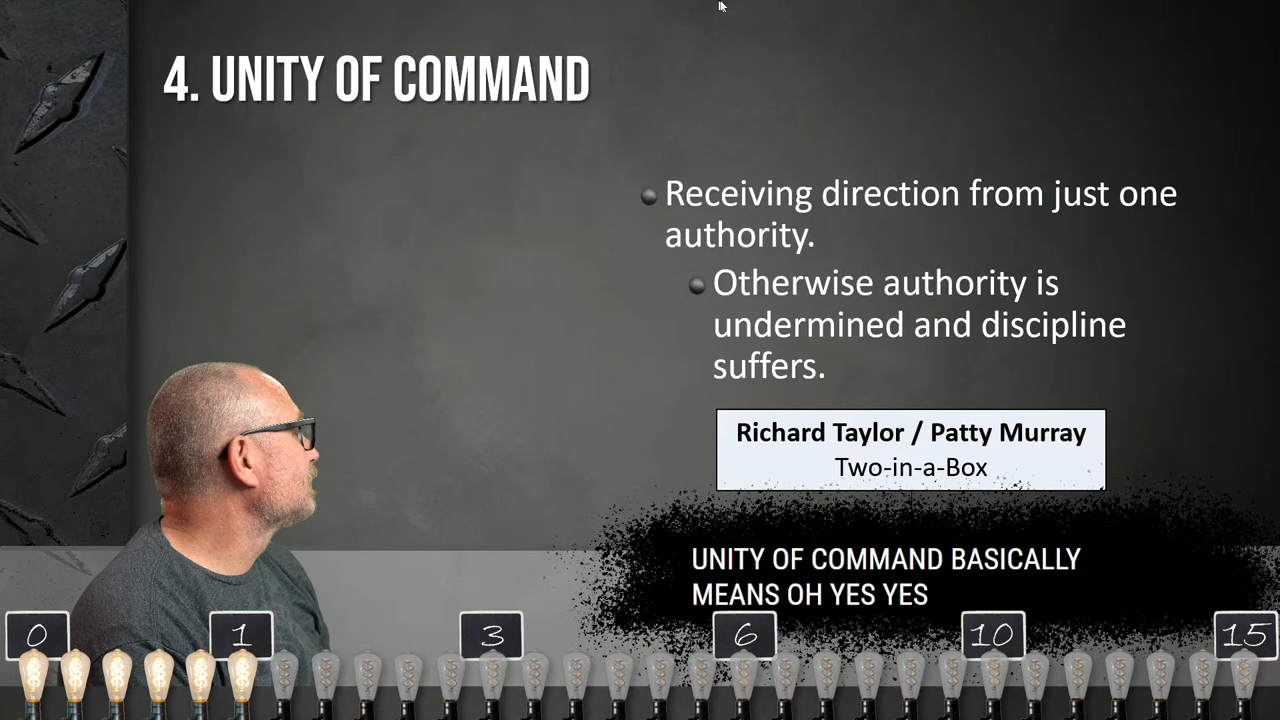 4. UNITY OF COMMAND
Receiving direction from just one
authority.
Otherwise authority is
undermined and discipline
suffers.
Richard Taylor / Patty Murray
Two-in-a-Box
UNITY OF COMMAND BASICALLY
MEANS OH YES YES
0 1 3 6 10 15